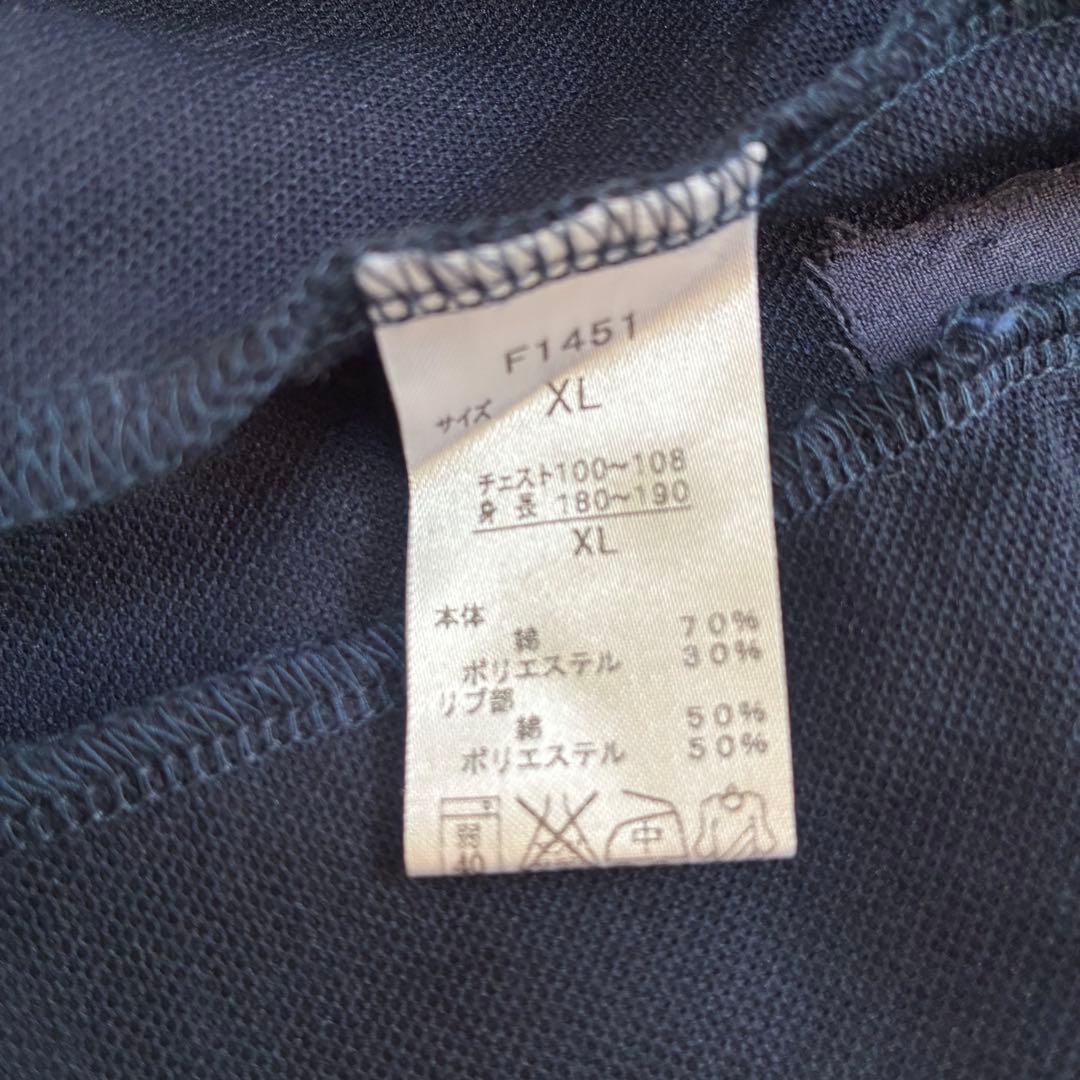 F1451
サイズ XL
チェスト100～108
身長 180～190
XL
本体
綿 70%
ポリエステル 30%
リブ部
綿 50%
ポリエステル 50%
中